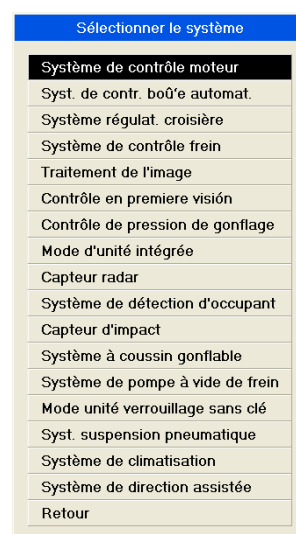 Sélectionner le système
Système de contrôle moteur
Syst. de contr. boû'e automat.
Système régulat. croisière
Système de contrôle frein
Traitement de l'image
Contrôle en premiere visión
Contrôle de pression de gonflage
Mode d'unité intégrée
Capteur radar
Système de détection d'occupant
Capteur d'impact
Système à coussin gonflable
Système de pompe à vide de frein
Mode unité verrouillage sans clé
Syst. suspension pneumatique
Système de climatisation
Système de direction assistée
Retour